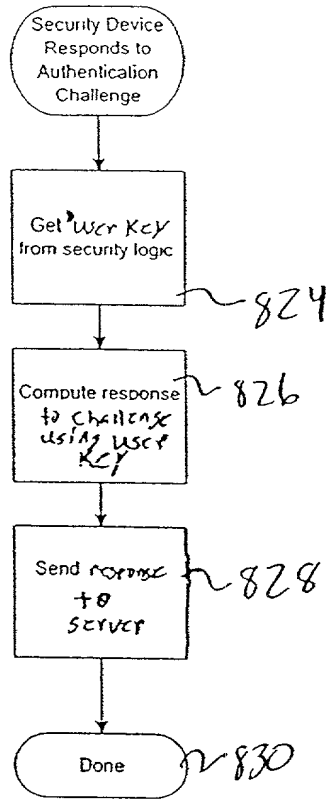 Security Device
Responds to
Authentication
Challenge
Get user key
from security logic
824
Compute response
to challenge
using user
key
826
Send response
to
server
828
Done
830